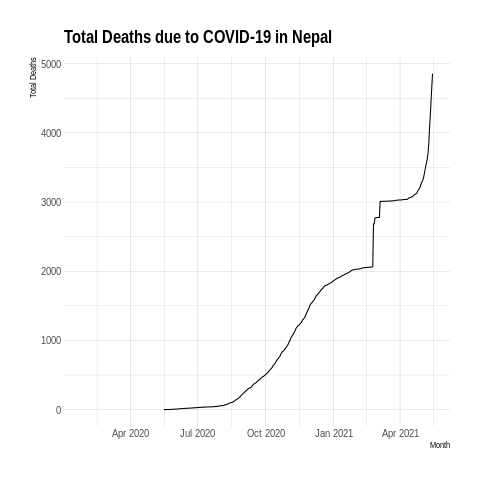 Total Deaths due to COVID-19 in Nepal
Total Deaths
5000
4000
3000
2000
1000
0
Apr 2020 Jul 2020 Oct 2020 Jan 2021 Apr 2021
Month